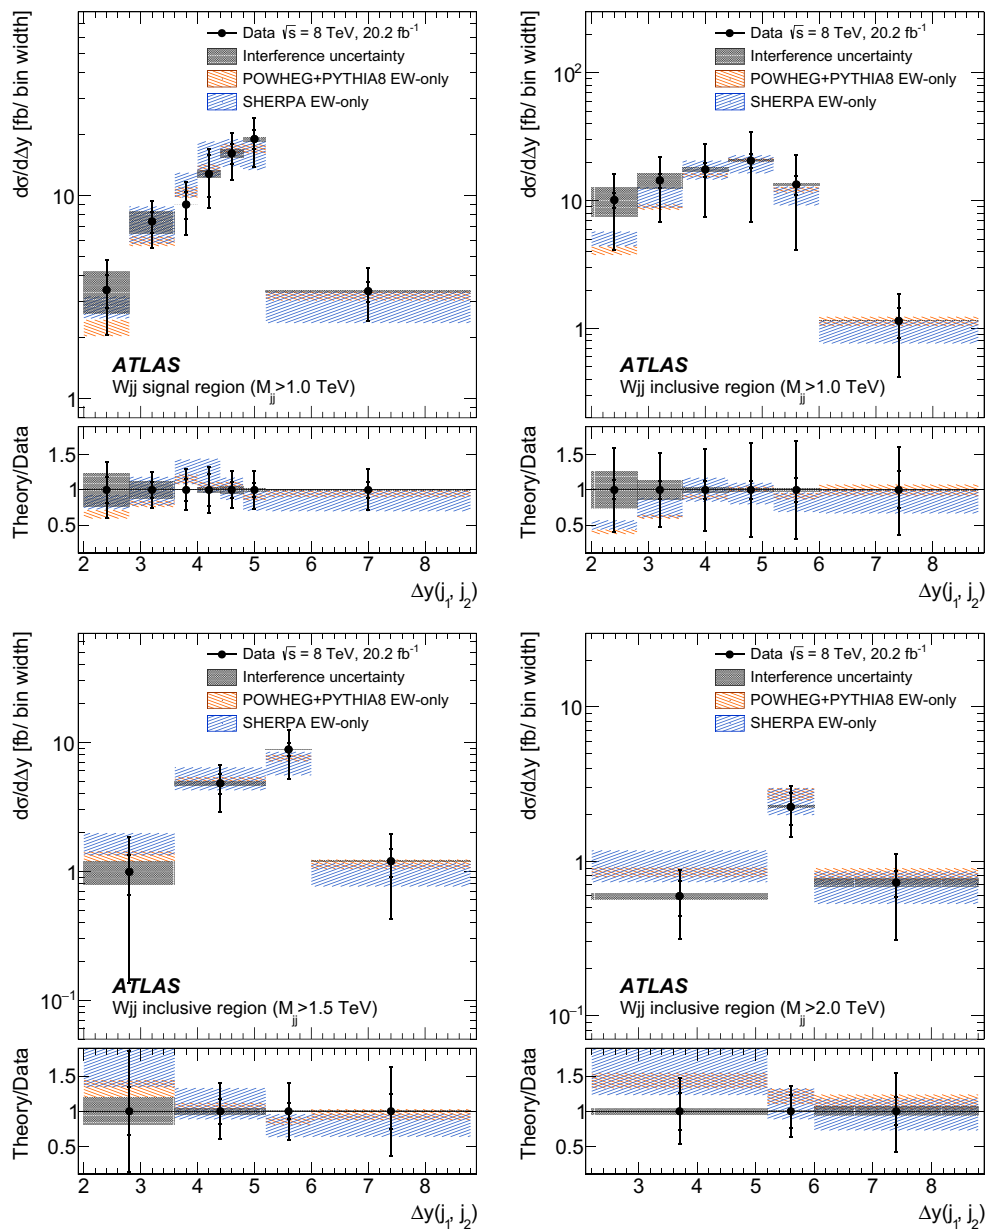 dσ/dΔy [fb/ bin width]
Data √s = 8 TeV, 20.2 fb⁻¹
Interference uncertainty
POWHEG+PYTHIA8 EW-only
SHERPA EW-only
10
1
ATLAS
Wjj signal region (M_jj>1.0 TeV)
Theory/Data
1.5
1
0.5
2 3 4 5 6 7 8
Δy(j₁, j₂)
dσ/dΔy [fb/ bin width]
Data √s = 8 TeV, 20.2 fb⁻¹
Interference uncertainty
POWHEG+PYTHIA8 EW-only
SHERPA EW-only
10²
10
1
ATLAS
Wjj inclusive region (M_jj>1.0 TeV)
Theory/Data
1.5
1
0.5
2 3 4 5 6 7 8
Δy(j₁, j₂)
dσ/dΔy [fb/ bin width]
Data √s = 8 TeV, 20.2 fb⁻¹
Interference uncertainty
POWHEG+PYTHIA8 EW-only
SHERPA EW-only
10
1
10⁻¹
ATLAS
Wjj inclusive region (M_jj>1.5 TeV)
Theory/Data
1.5
1
0.5
2 3 4 5 6 7 8
Δy(j₁, j₂)
dσ/dΔy [fb/ bin width]
Data √s = 8 TeV, 20.2 fb⁻¹
Interference uncertainty
POWHEG+PYTHIA8 EW-only
SHERPA EW-only
10
1
10⁻¹
ATLAS
Wjj inclusive region (M_jj>2.0 TeV)
Theory/Data
1.5
1
0.5
3 4 5 6 7 8
Δy(j₁, j₂)